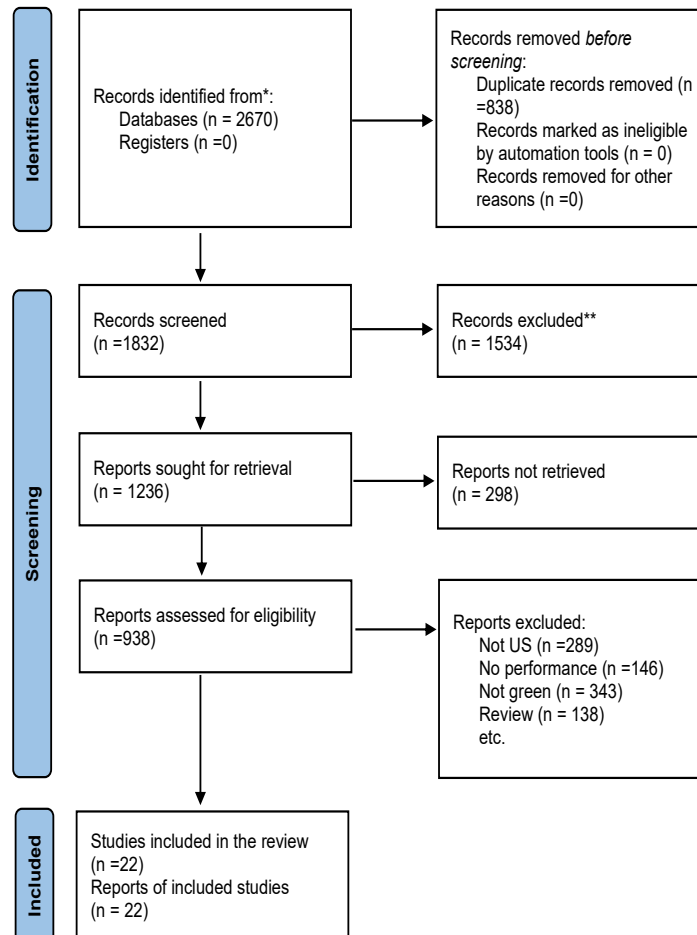 Identification
Records identified from*:
Databases (n = 2670)
Registers (n =0)
Records removed before
screening:
Duplicate records removed (n
=838)
Records marked as ineligible
by automation tools (n = 0)
Records removed for other
reasons (n =0)
Screening
Records screened
(n =1832)
Records excluded**
(n = 1534)
Reports sought for retrieval
(n = 1236)
Reports not retrieved
(n = 298)
Reports assessed for eligibility
(n =938)
Reports excluded:
Not US (n =289)
No performance (n =146)
Not green (n = 343)
Review (n = 138)
etc.
Included
Studies included in the review
(n =22)
Reports of included studies
(n = 22)